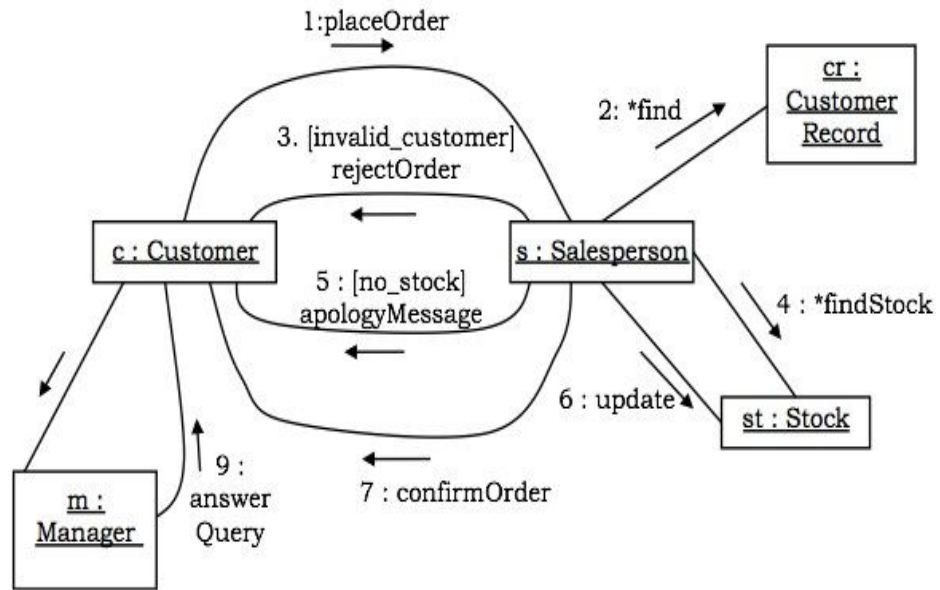 1:placeOrder
cr :
Customer
Record
2: *find
3. [invalid_customer]
rejectOrder
c : Customer
s : Salesperson
5 : [no_stock]
apologyMessage
4 : *findStock
6 : update
st : Stock
7 : confirmOrder
9 :
answer
Query
m :
Manager